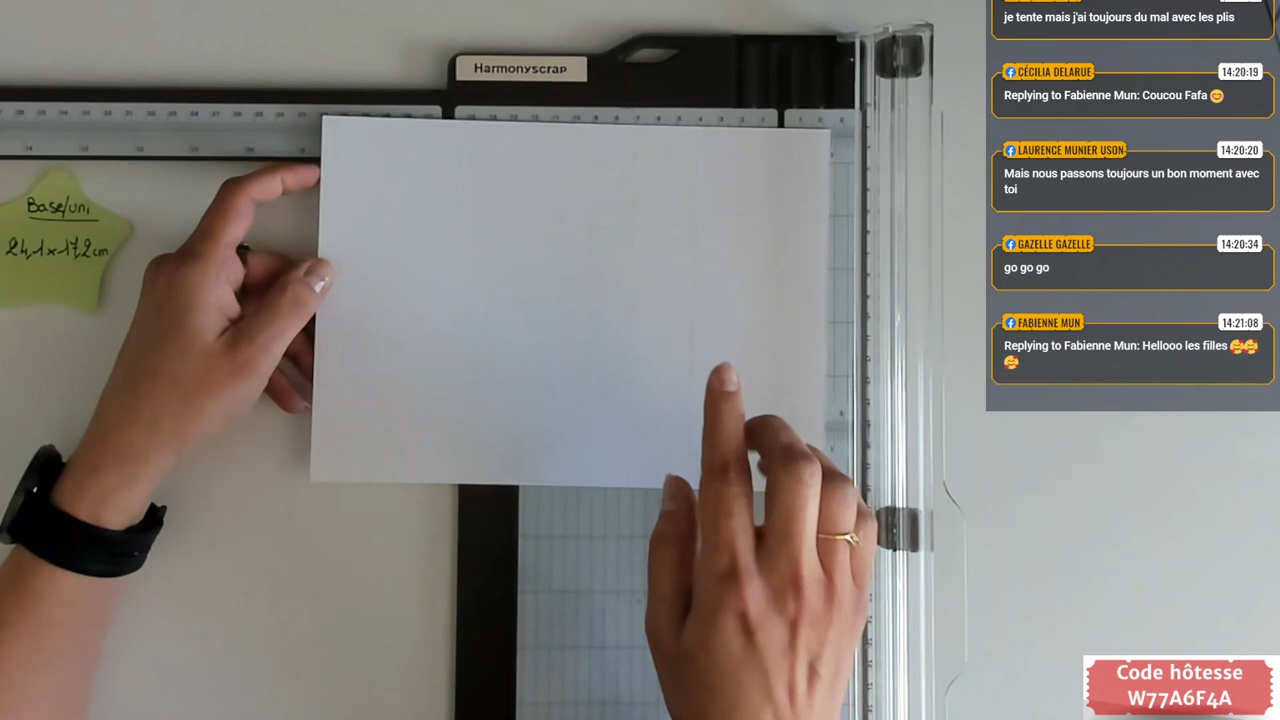 Harmonyscrap
Base/uni
24,1x17,2cm
je tente mais j'ai toujours du mal avec les plis
CÉCILIA DELARUE
14:20:19
Replying to Fabienne Mun: Coucou Fafa 😊
LAURENCE MUNIER USON
14:20:20
Mais nous passons toujours un bon moment avec
toi
GAZELLE GAZELLE
14:20:34
go go go
FABIENNE MUN
14:21:08
Replying to Fabienne Mun: Hellooo les filles 🥰🥰
🥰
Code hôtesse
W77A6F4A